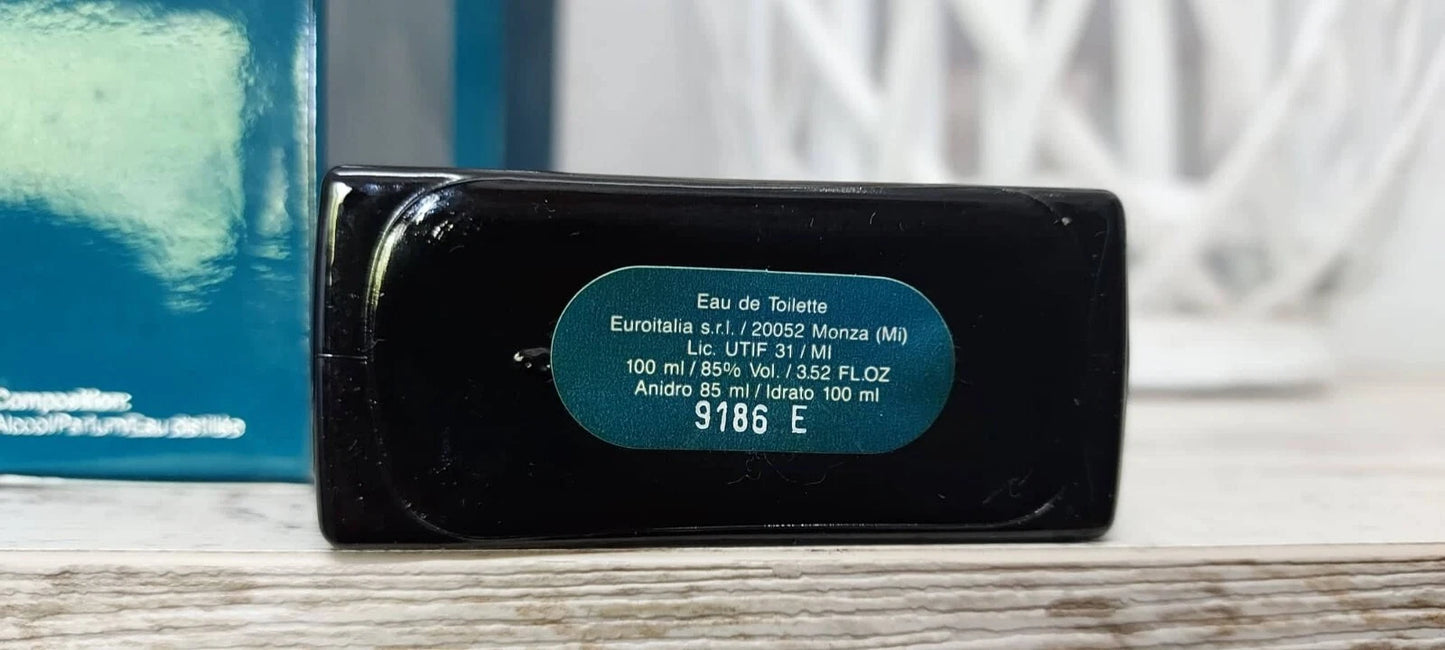 Composition:
Alcool/Parfum/Eau distillée
Eau de Toilette
Euroitalia s.r.l. / 20052 Monza (Mi)
Lic. UTIF 31 / MI
100 ml / 85% Vol. / 3.52 FL.OZ
Anidro 85 ml / Idrato 100 ml
9186 E